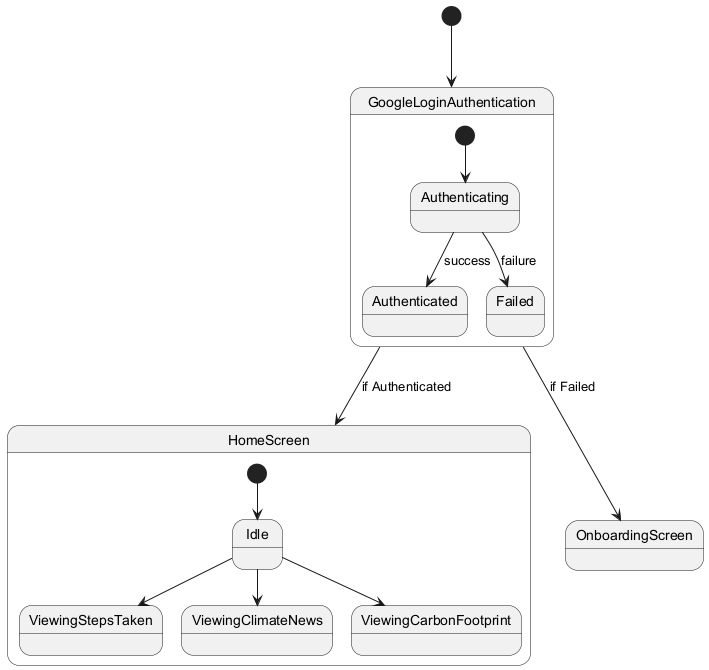 GoogleLoginAuthentication
Authenticating
success
failure
Authenticated
Failed
if Authenticated
if Failed
HomeScreen
Idle
OnboardingScreen
ViewingStepsTaken
ViewingClimateNews
ViewingCarbonFootprint